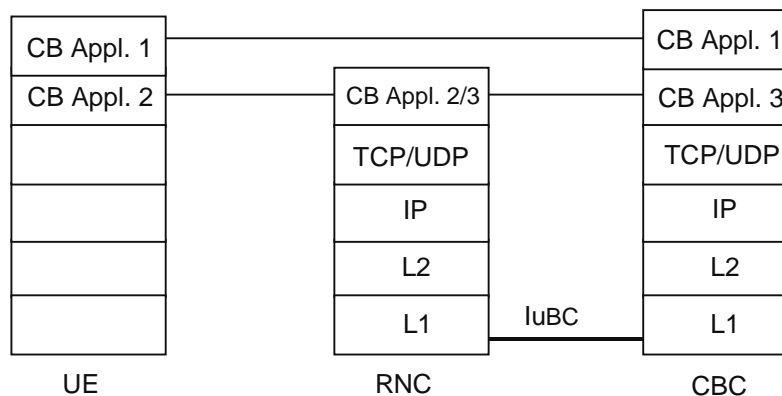 CB Appl. 1
CB Appl. 1
CB Appl. 2
CB Appl. 2/3
CB Appl. 3
TCP/UDP
TCP/UDP
IP
IP
L2
L2
L1
IuBC
L1
UE
RNC
CBC